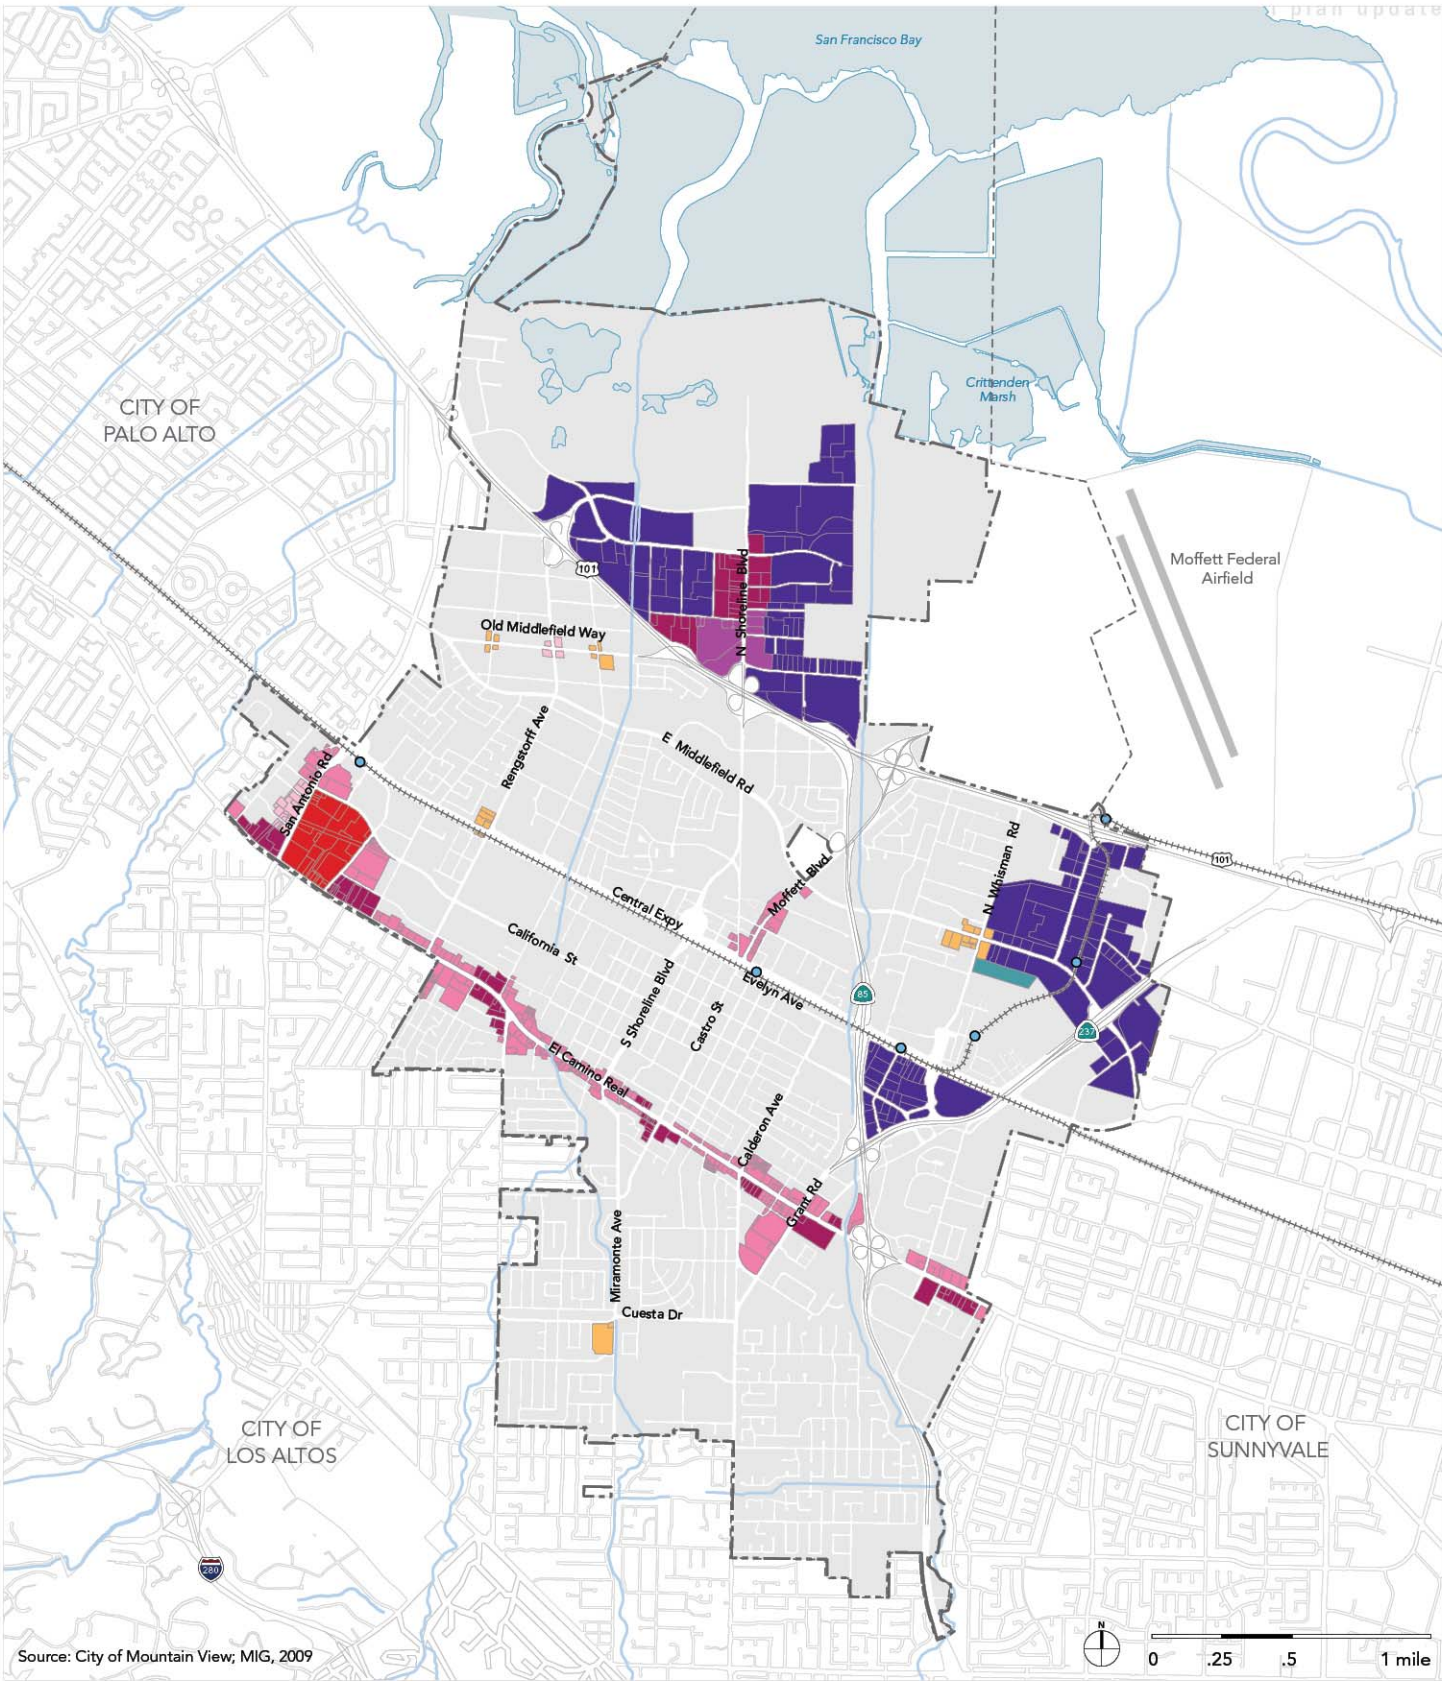 plan update
San Francisco Bay
Crittenden
Marsh
CITY OF
PALO ALTO
Moffett Federal
Airfield
101
N Shoreline Blvd
Old Middlefield Way
Rengstorff Ave
E Middlefield Rd
San Antonio Rd
Moffett Blvd
N Whisman Rd
101
Central Expy
California St
S Shoreline Blvd
Castro St
Evelyn Ave
85
237
El Camino Real
Calderon Ave
Grant Rd
Miramonte Ave
Cuesta Dr
CITY OF
LOS ALTOS
CITY OF
SUNNYVALE
280
Source: City of Mountain View; MIG, 2009
N
0 .25 .5 1 mile